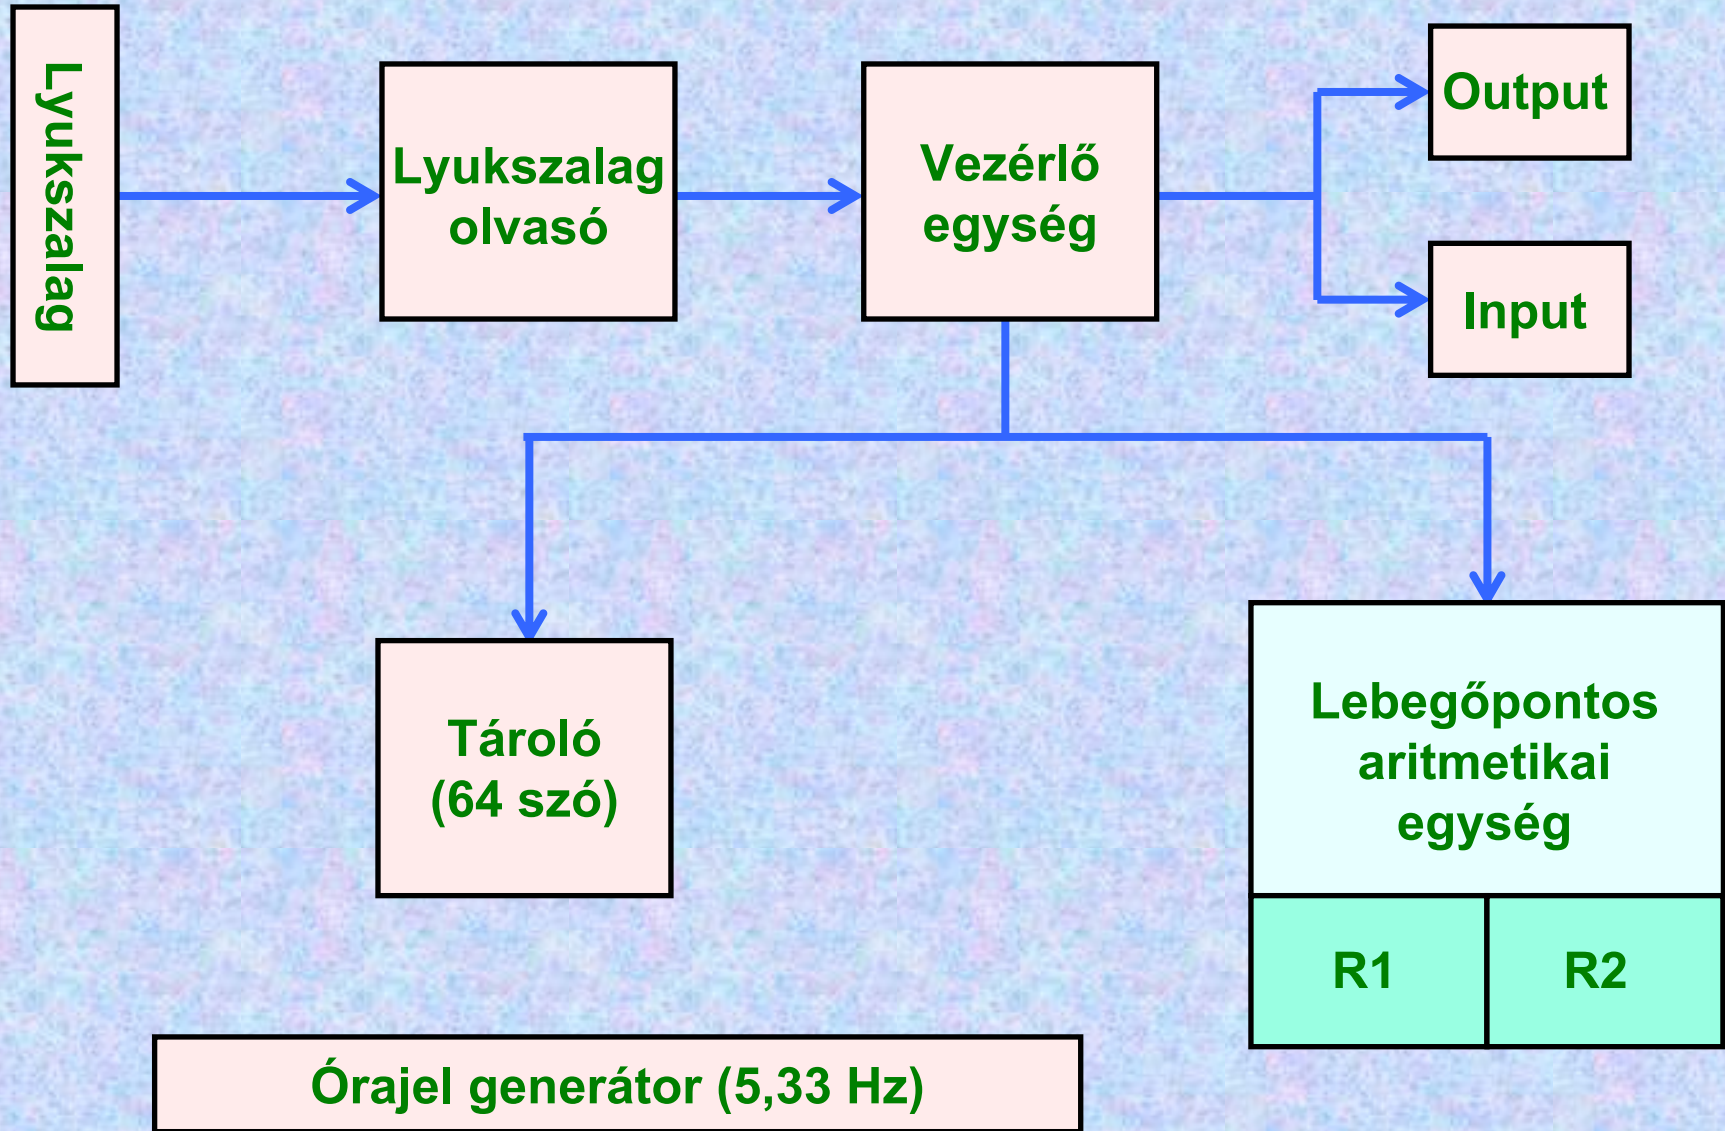 Lyukszalag
Lyukszalag
olvasó
Vezérlő
egység
Output
Input
Tároló
(64 szó)
Lebegőpontos
aritmetikai
egység
R1
R2
Órajel generátor (5,33 Hz)